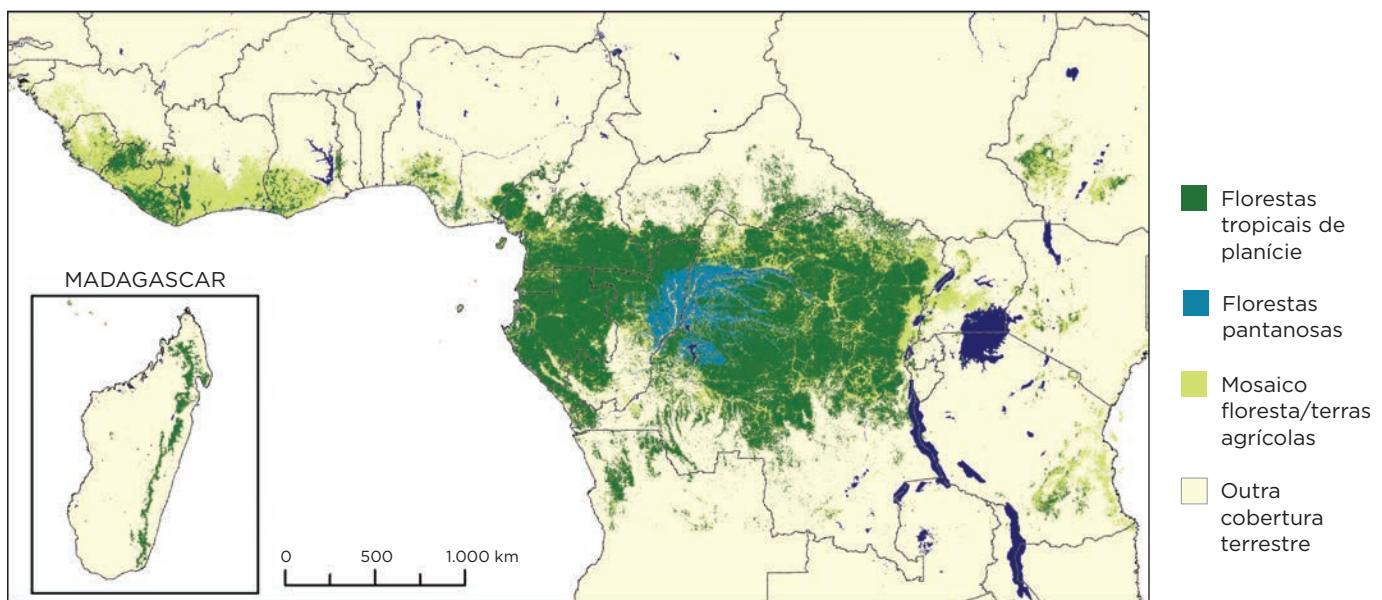 MADAGASCAR
0 500 1.000 km
Florestas
tropicais de
planície
Florestas
pantanosas
Mosaico
floresta/terras
agrícolas
Outra
cobertura
terrestre